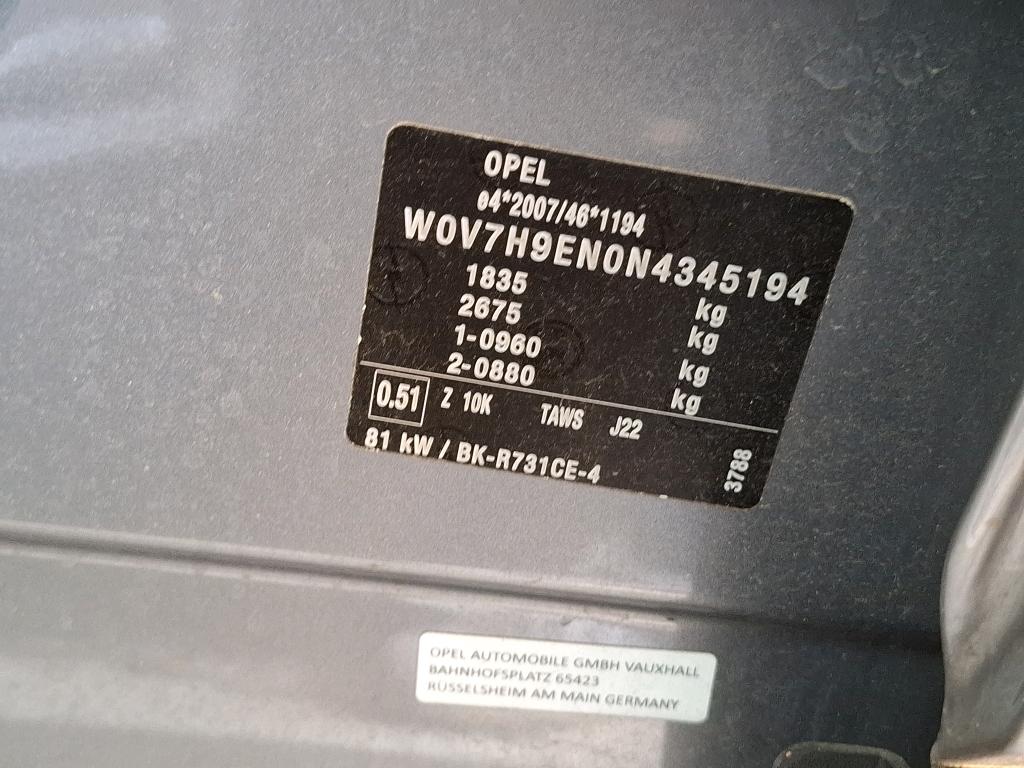 OPEL
e4*2007/46*1194
W0V7H9EN0N4345194
1835 kg
2675 kg
1-0960 kg
2-0880 kg
0.51 Z 10K TAWS J22
81 kW / BK-R731CE-4
3788
OPEL AUTOMOBILE GMBH VAUXHALL
BAHNHOFSPLATZ 65423
RÜSSELSHEIM AM MAIN GERMANY